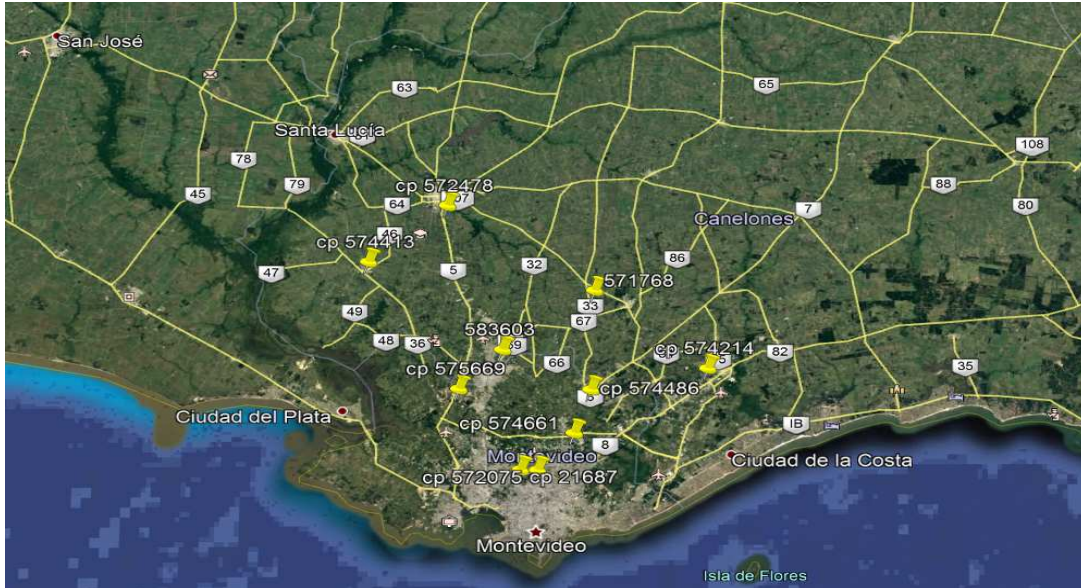 San José
63
65
Santa Lucía
108
78
79
88
45
cp 572478
107
64
80
7
Canelones
46
cp 574413
86
47
5
32
571768
33
49
67
583603
48
36
66
82
cp 574214
35
cp 575669
cp 574486
Ciudad del Plata
cp 574661
IB
8
Montevideo
Ciudad de la Costa
cp 572075
cp 21687
Montevideo
Isla de Flores